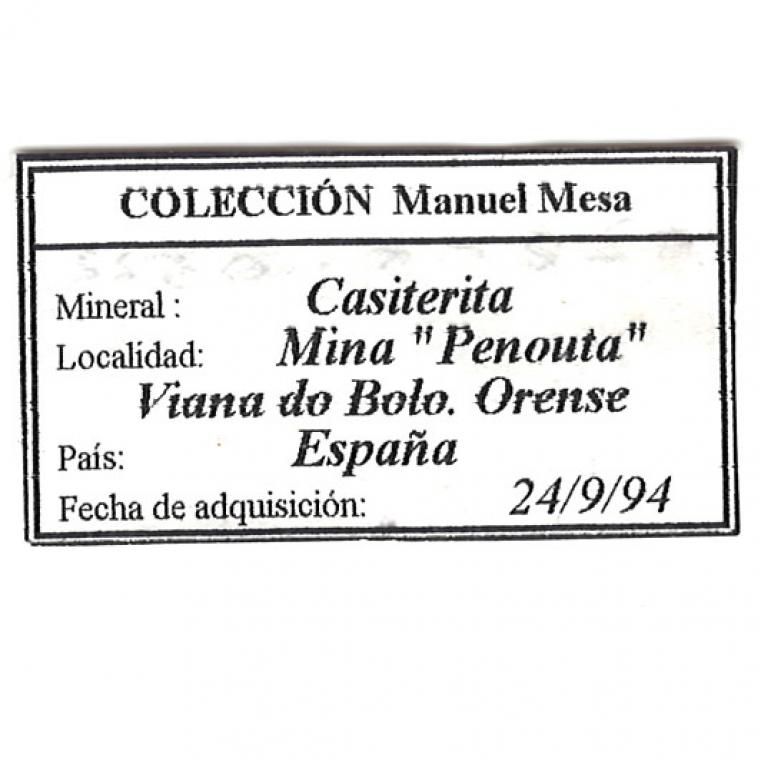 COLECCIÓN Manuel Mesa
Mineral : Casiterita
Localidad: Mina "Penouta"
Viana do Bolo. Orense
País: España
Fecha de adquisición: 24/9/94